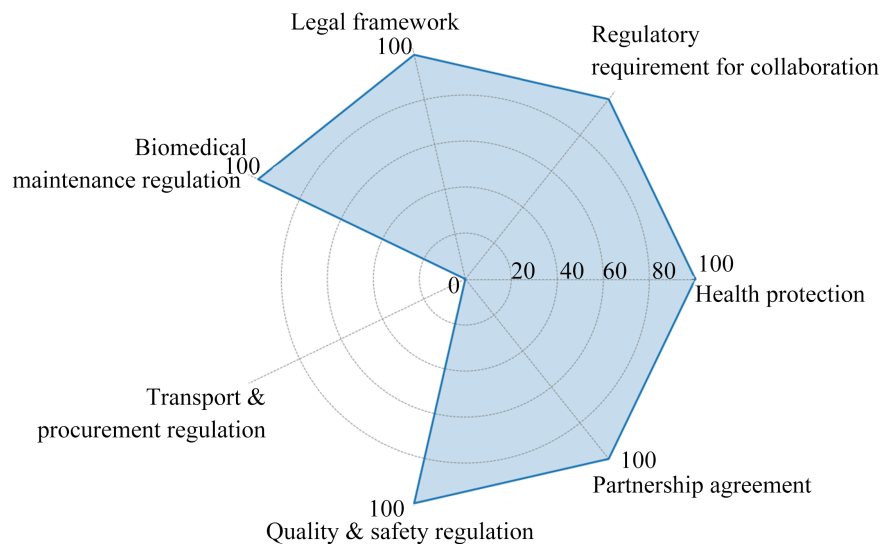 Legal framework
100
Regulatory
requirement for collaboration
Biomedical
100
maintenance regulation
0
20
40
60
80
100
Health protection
Transport &
procurement regulation
100
Partnership agreement
100
Quality & safety regulation